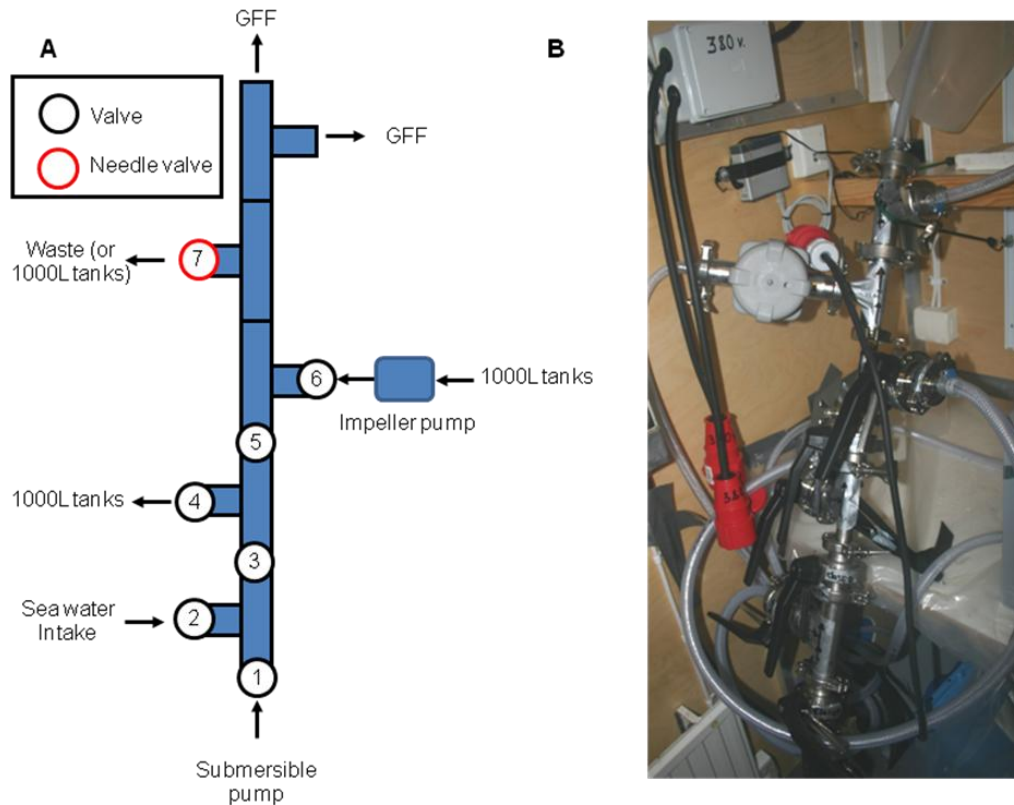 GFF
A
B
Valve
Needle valve
GFF
Waste (or
1000L tanks)
7
6
1000L tanks
Impeller pump
5
1000L tanks
4
3
Sea water
Intake
2
1
Submersible
pump
380 v.